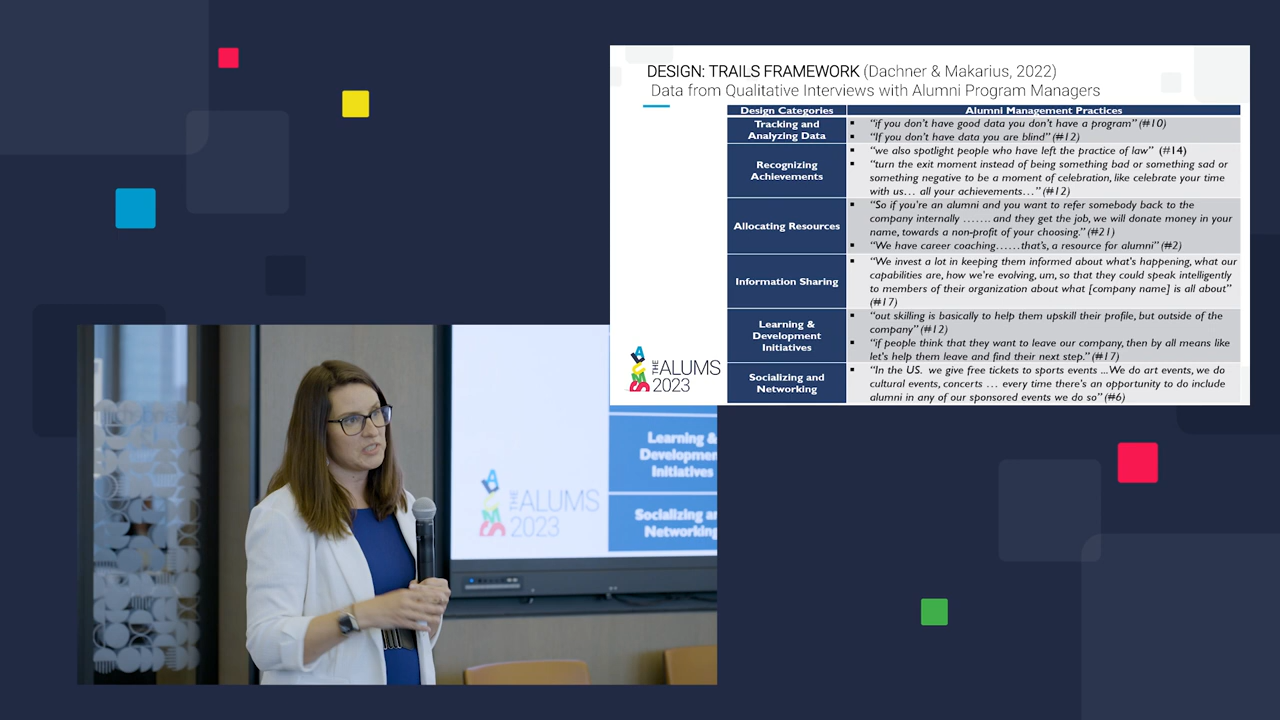 DESIGN: TRAILS FRAMEWORK (Dachner & Makarius, 2022)
Data from Qualitative Interviews with Alumni Program Managers
Design Categories
Alumni Management Practices
Tracking and
Analyzing Data
▪ “if you don't have good data you don't have a program” (#10)
▪ “If you don't have data you are blind” (#12)
Recognizing
Achievements
▪ “we also spotlight people who have left the practice of law” (#14)
▪ “turn the exit moment instead of being something bad or something sad or
something negative to be a moment of celebration, like celebrate your time
with us… all your achievements…” (#12)
Allocating Resources
▪ “So if you're an alumni and you want to refer somebody back to the
company internally ……. and they get the job, we will donate money in your
name, towards a non-profit of your choosing.” (#21)
▪ “We have career coaching……that's, a resource for alumni” (#2)
Information Sharing
▪ “We invest a lot in keeping them informed about what's happening, what our
capabilities are, how we're evolving, um, so that they could speak intelligently
to members of their organization about what [company name] is all about”
(#17)
Learning &
Development
Initiatives
▪ “out skilling is basically to help them upskill their profile, but outside of the
company” (#12)
▪ “if people think that they want to leave our company, then by all means like
let's help them leave and find their next step.” (#17)
Socializing and
Networking
▪ “In the US. we give free tickets to sports events ...We do art events, we do
cultural events, concerts … every time there's an opportunity to do include
alumni in any of our sponsored events we do so” (#6)
ALUMS
THE ALUMS
2023
Learning &
Developmen
Initiatives
Socializing an
Networking
ALUMS
THE ALUMS
2023